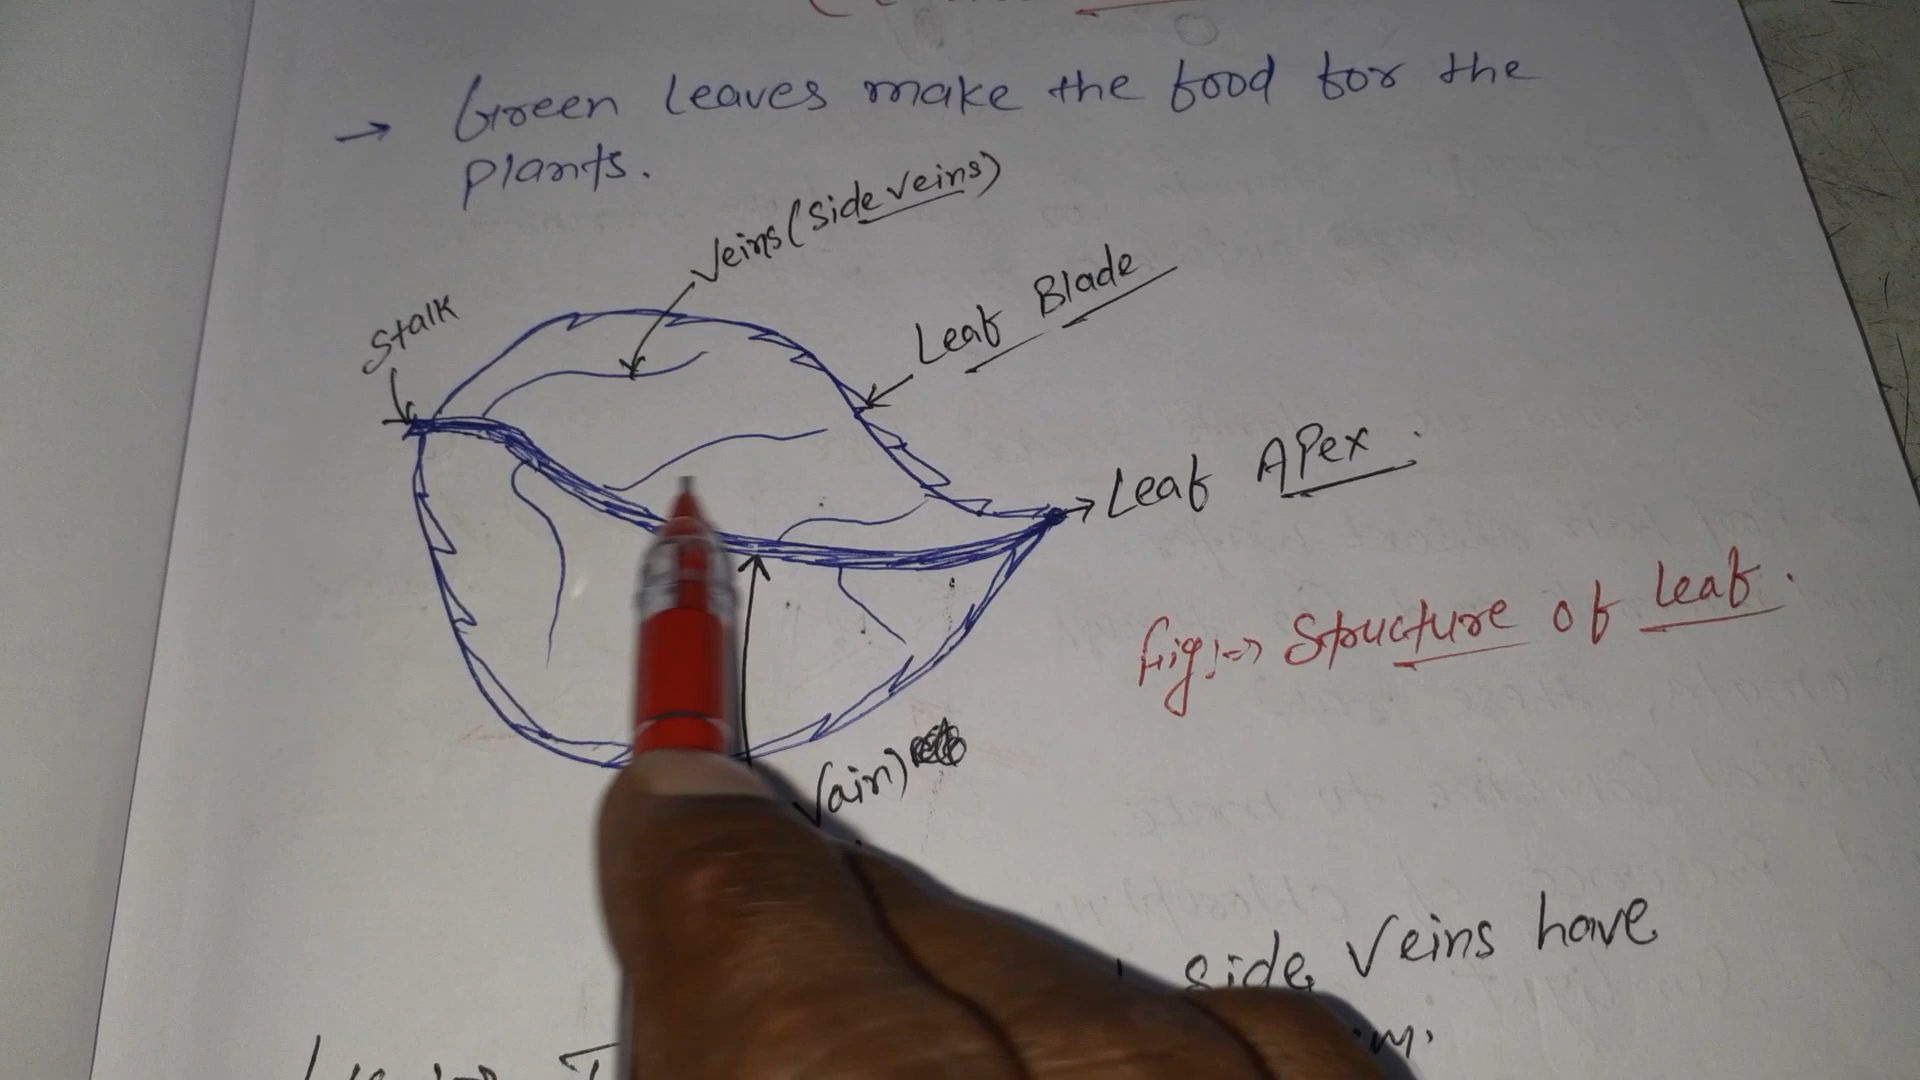 → Green leaves make the food for the
plants.
Veins (side veins)
Stalk
Leaf Blade
Leaf Apex.
Fig:→ Structure of Leaf.
side veins have